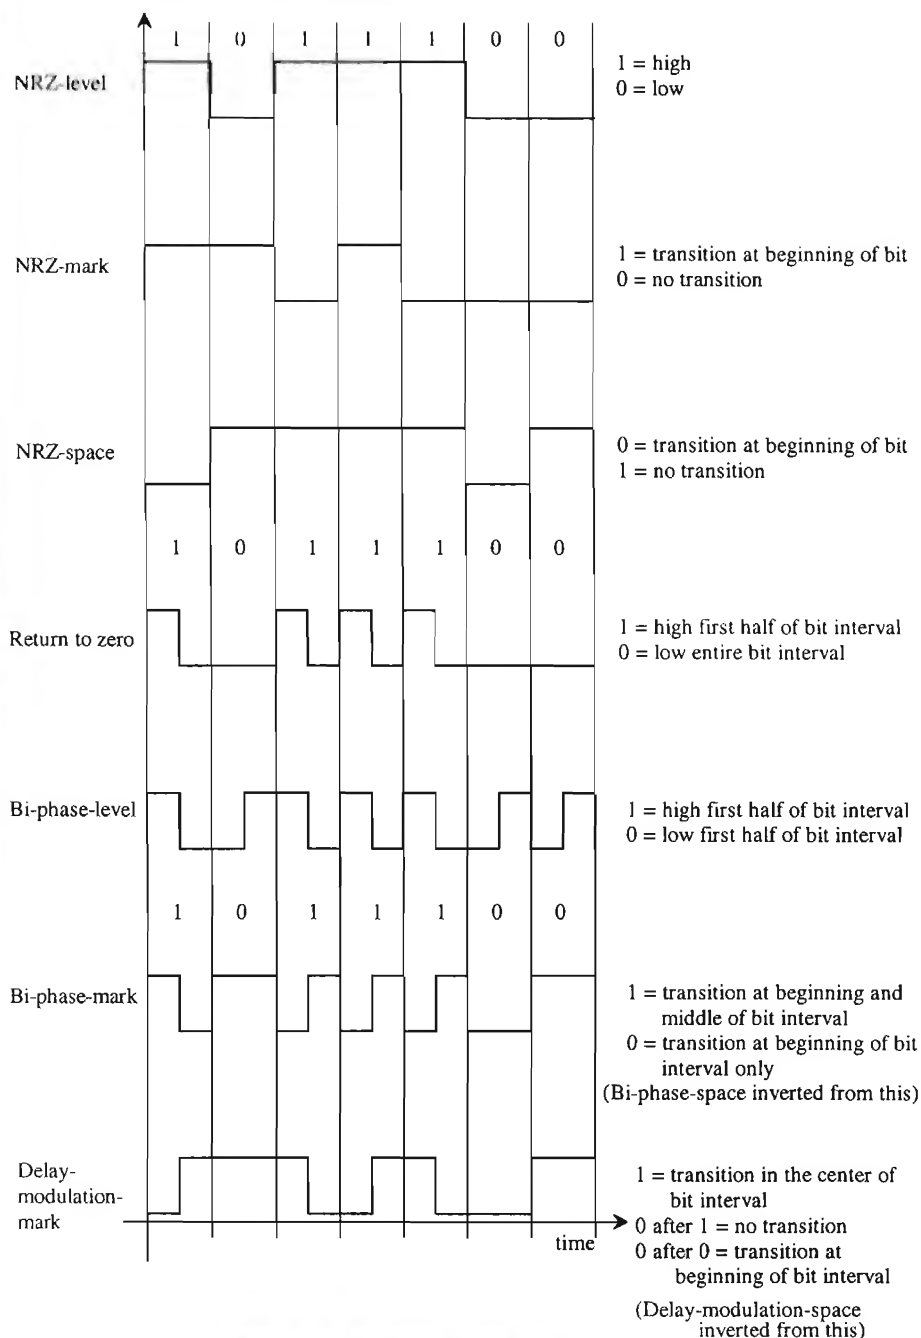 1 0 1 1 1 0 0
NRZ-level
1 = high
0 = low
NRZ-mark
1 = transition at beginning of bit
0 = no transition
NRZ-space
0 = transition at beginning of bit
1 = no transition
1 0 1 1 1 0 0
Return to zero
1 = high first half of bit interval
0 = low entire bit interval
Bi-phase-level
1 = high first half of bit interval
0 = low first half of bit interval
1 0 1 1 1 0 0
Bi-phase-mark
1 = transition at beginning and
middle of bit interval
0 = transition at beginning of bit
interval only
(Bi-phase-space inverted from this)
Delay-
modulation-
mark
1 = transition in the center of
bit interval
0 after 1 = no transition
0 after 0 = transition at
beginning of bit interval
(Delay-modulation-space
inverted from this)
time